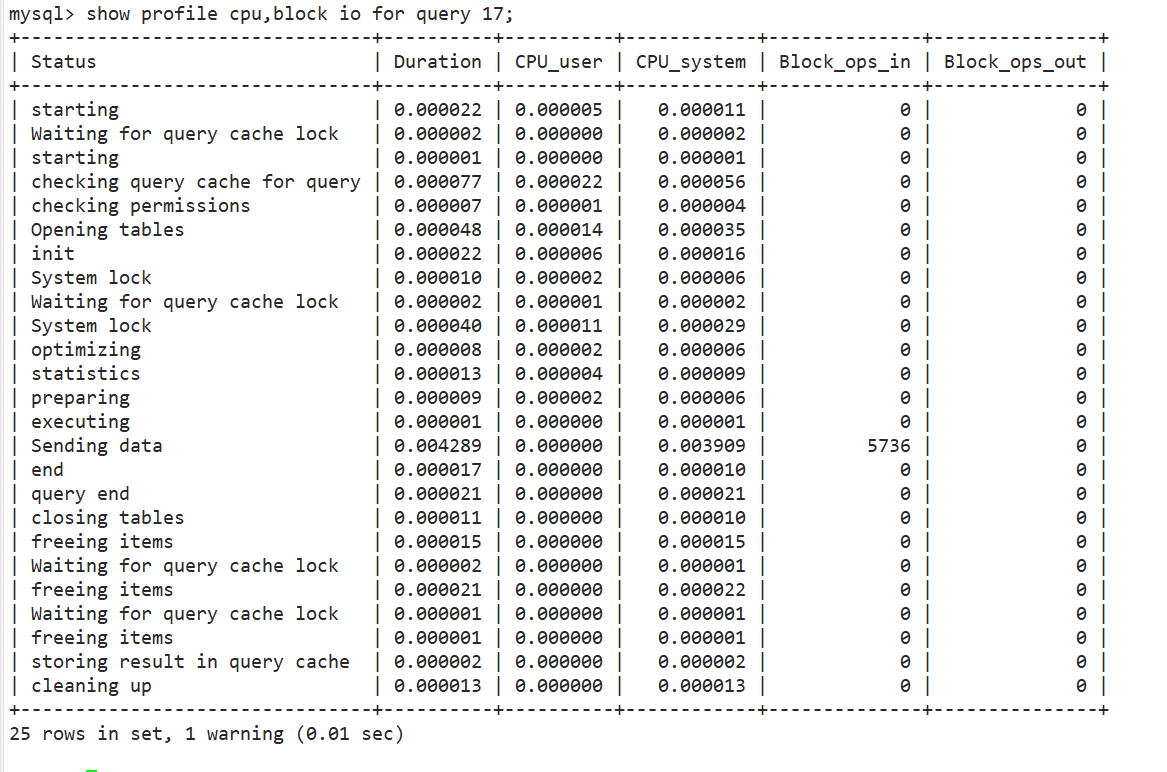 mysql> show profile cpu,block io for query 17;
+--------------------------------+----------+----------+------------+--------------+---------------+
| Status                         | Duration | CPU_user | CPU_system | Block_ops_in | Block_ops_out |
+--------------------------------+----------+----------+------------+--------------+---------------+
| starting                       | 0.000022 | 0.000005 |   0.000011 |            0 |             0 |
| Waiting for query cache lock   | 0.000002 | 0.000000 |   0.000002 |            0 |             0 |
| starting                       | 0.000001 | 0.000000 |   0.000001 |            0 |             0 |
| checking query cache for query | 0.000077 | 0.000022 |   0.000056 |            0 |             0 |
| checking permissions           | 0.000007 | 0.000001 |   0.000004 |            0 |             0 |
| Opening tables                 | 0.000048 | 0.000014 |   0.000035 |            0 |             0 |
| init                           | 0.000022 | 0.000006 |   0.000016 |            0 |             0 |
| System lock                    | 0.000010 | 0.000002 |   0.000006 |            0 |             0 |
| Waiting for query cache lock   | 0.000002 | 0.000001 |   0.000002 |            0 |             0 |
| System lock                    | 0.000040 | 0.000011 |   0.000029 |            0 |             0 |
| optimizing                     | 0.000008 | 0.000002 |   0.000006 |            0 |             0 |
| statistics                     | 0.000013 | 0.000004 |   0.000009 |            0 |             0 |
| preparing                      | 0.000009 | 0.000002 |   0.000006 |            0 |             0 |
| executing                      | 0.000001 | 0.000000 |   0.000001 |            0 |             0 |
| Sending data                   | 0.004289 | 0.000000 |   0.003909 |         5736 |             0 |
| end                            | 0.000017 | 0.000000 |   0.000010 |            0 |             0 |
| query end                      | 0.000021 | 0.000000 |   0.000021 |            0 |             0 |
| closing tables                 | 0.000011 | 0.000000 |   0.000010 |            0 |             0 |
| freeing items                  | 0.000015 | 0.000000 |   0.000015 |            0 |             0 |
| Waiting for query cache lock   | 0.000002 | 0.000000 |   0.000001 |            0 |             0 |
| freeing items                  | 0.000021 | 0.000000 |   0.000022 |            0 |             0 |
| Waiting for query cache lock   | 0.000001 | 0.000000 |   0.000001 |            0 |             0 |
| freeing items                  | 0.000001 | 0.000000 |   0.000001 |            0 |             0 |
| storing result in query cache  | 0.000002 | 0.000000 |   0.000002 |            0 |             0 |
| cleaning up                    | 0.000013 | 0.000000 |   0.000013 |            0 |             0 |
+--------------------------------+----------+----------+------------+--------------+---------------+
25 rows in set, 1 warning (0.01 sec)